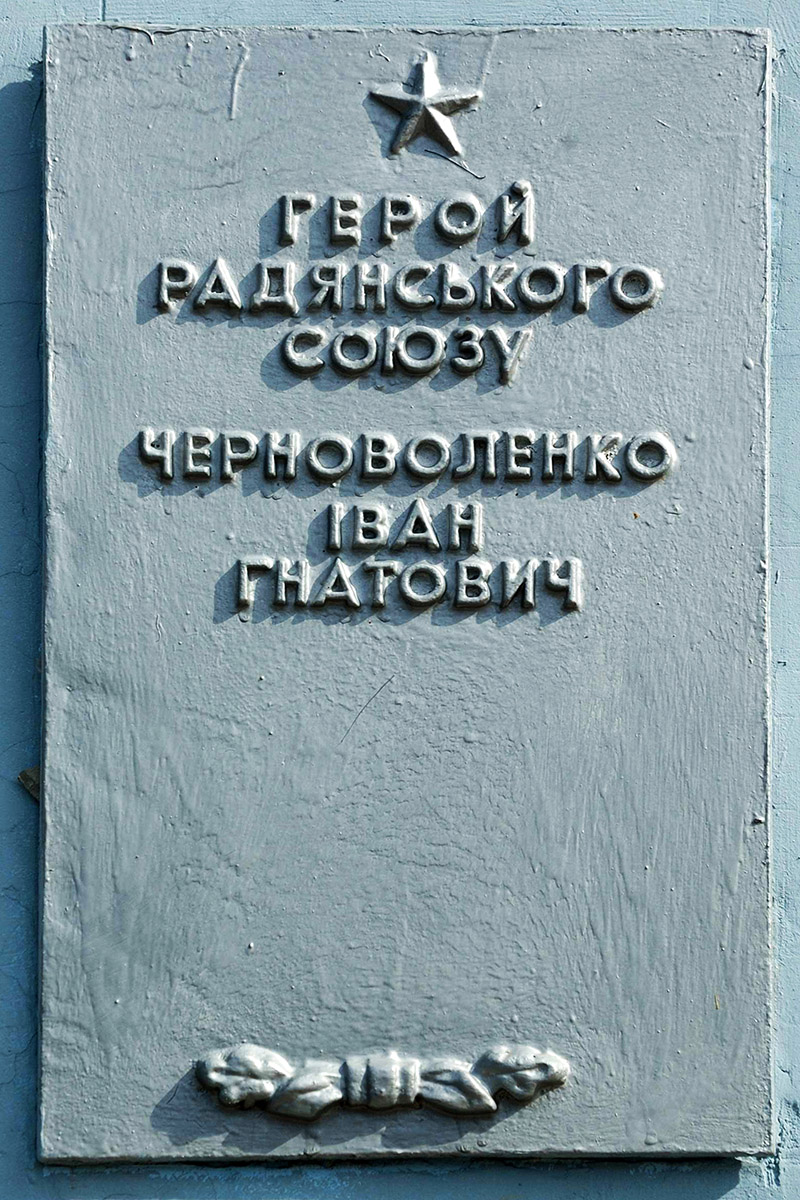 ГЕРОЙ
РАДЯНСЬКОГО
СОЮЗУ
ЧЕРНОВОЛЕНКО
ІВАН
ГНАТОВИЧ